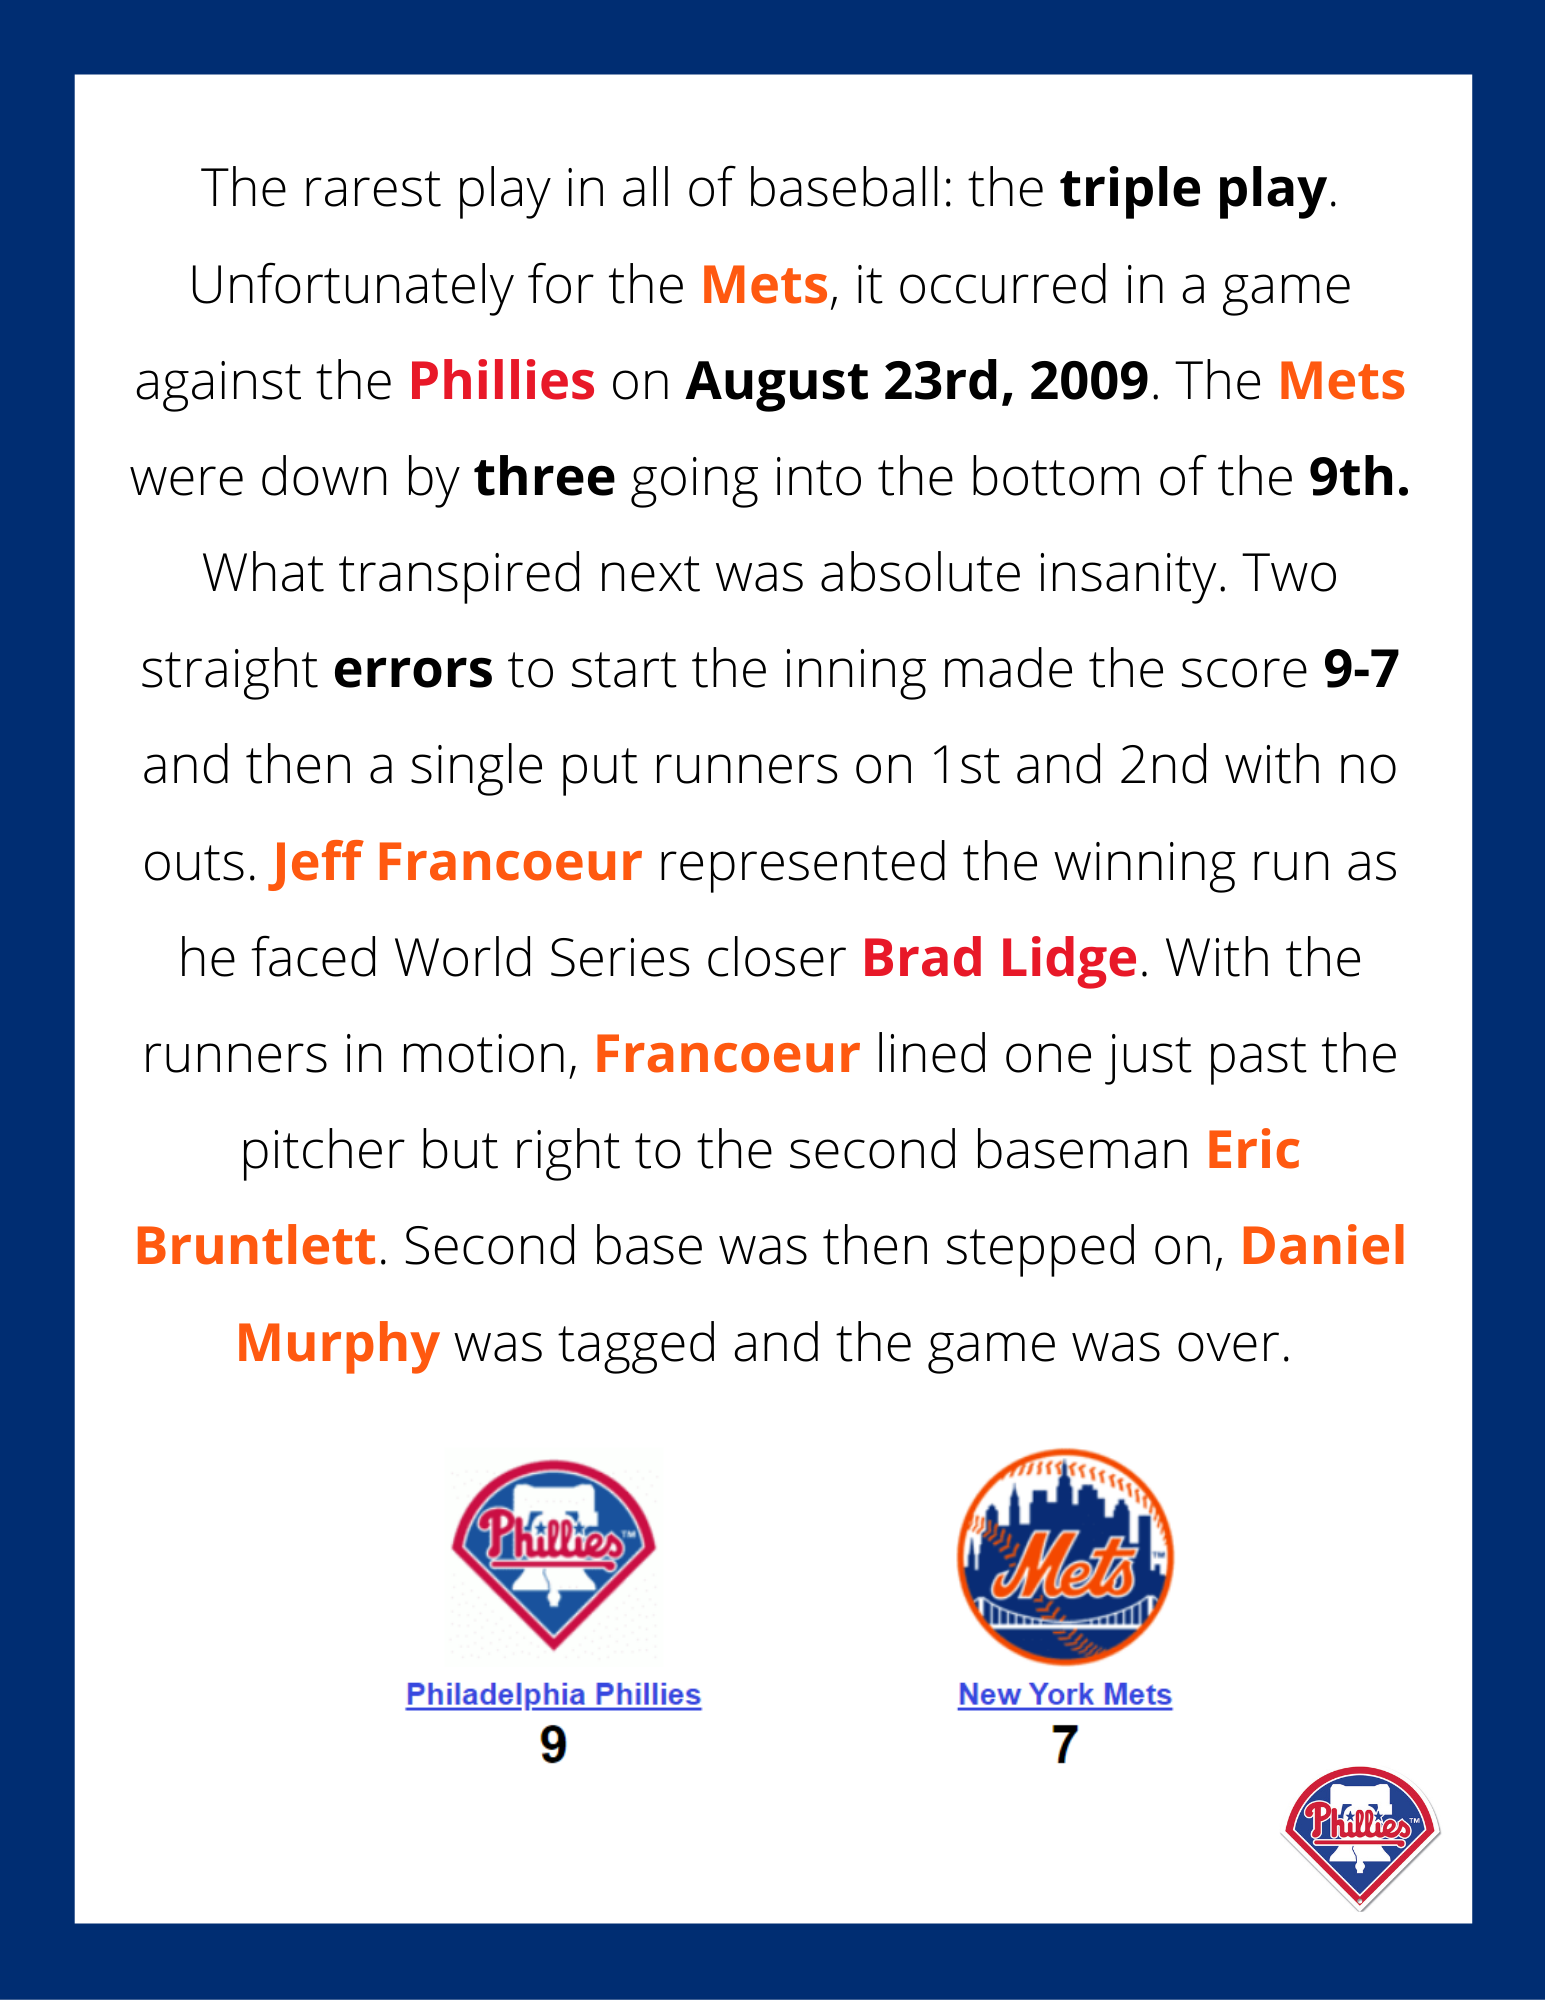 The rarest play in all of baseball: the triple play.
Unfortunately for the Mets, it occurred in a game
against the Phillies on August 23rd, 2009. The Mets
were down by three going into the bottom of the 9th.
What transpired next was absolute insanity. Two
straight errors to start the inning made the score 9-7
and then a single put runners on 1st and 2nd with no
outs. Jeff Francoeur represented the winning run as
he faced World Series closer Brad Lidge. With the
runners in motion, Francoeur lined one just past the
pitcher but right to the second baseman Eric
Bruntlett. Second base was then stepped on, Daniel
Murphy was tagged and the game was over.
Phillies™
Mets™
Philadelphia Phillies
New York Mets
9
7
Phillies™